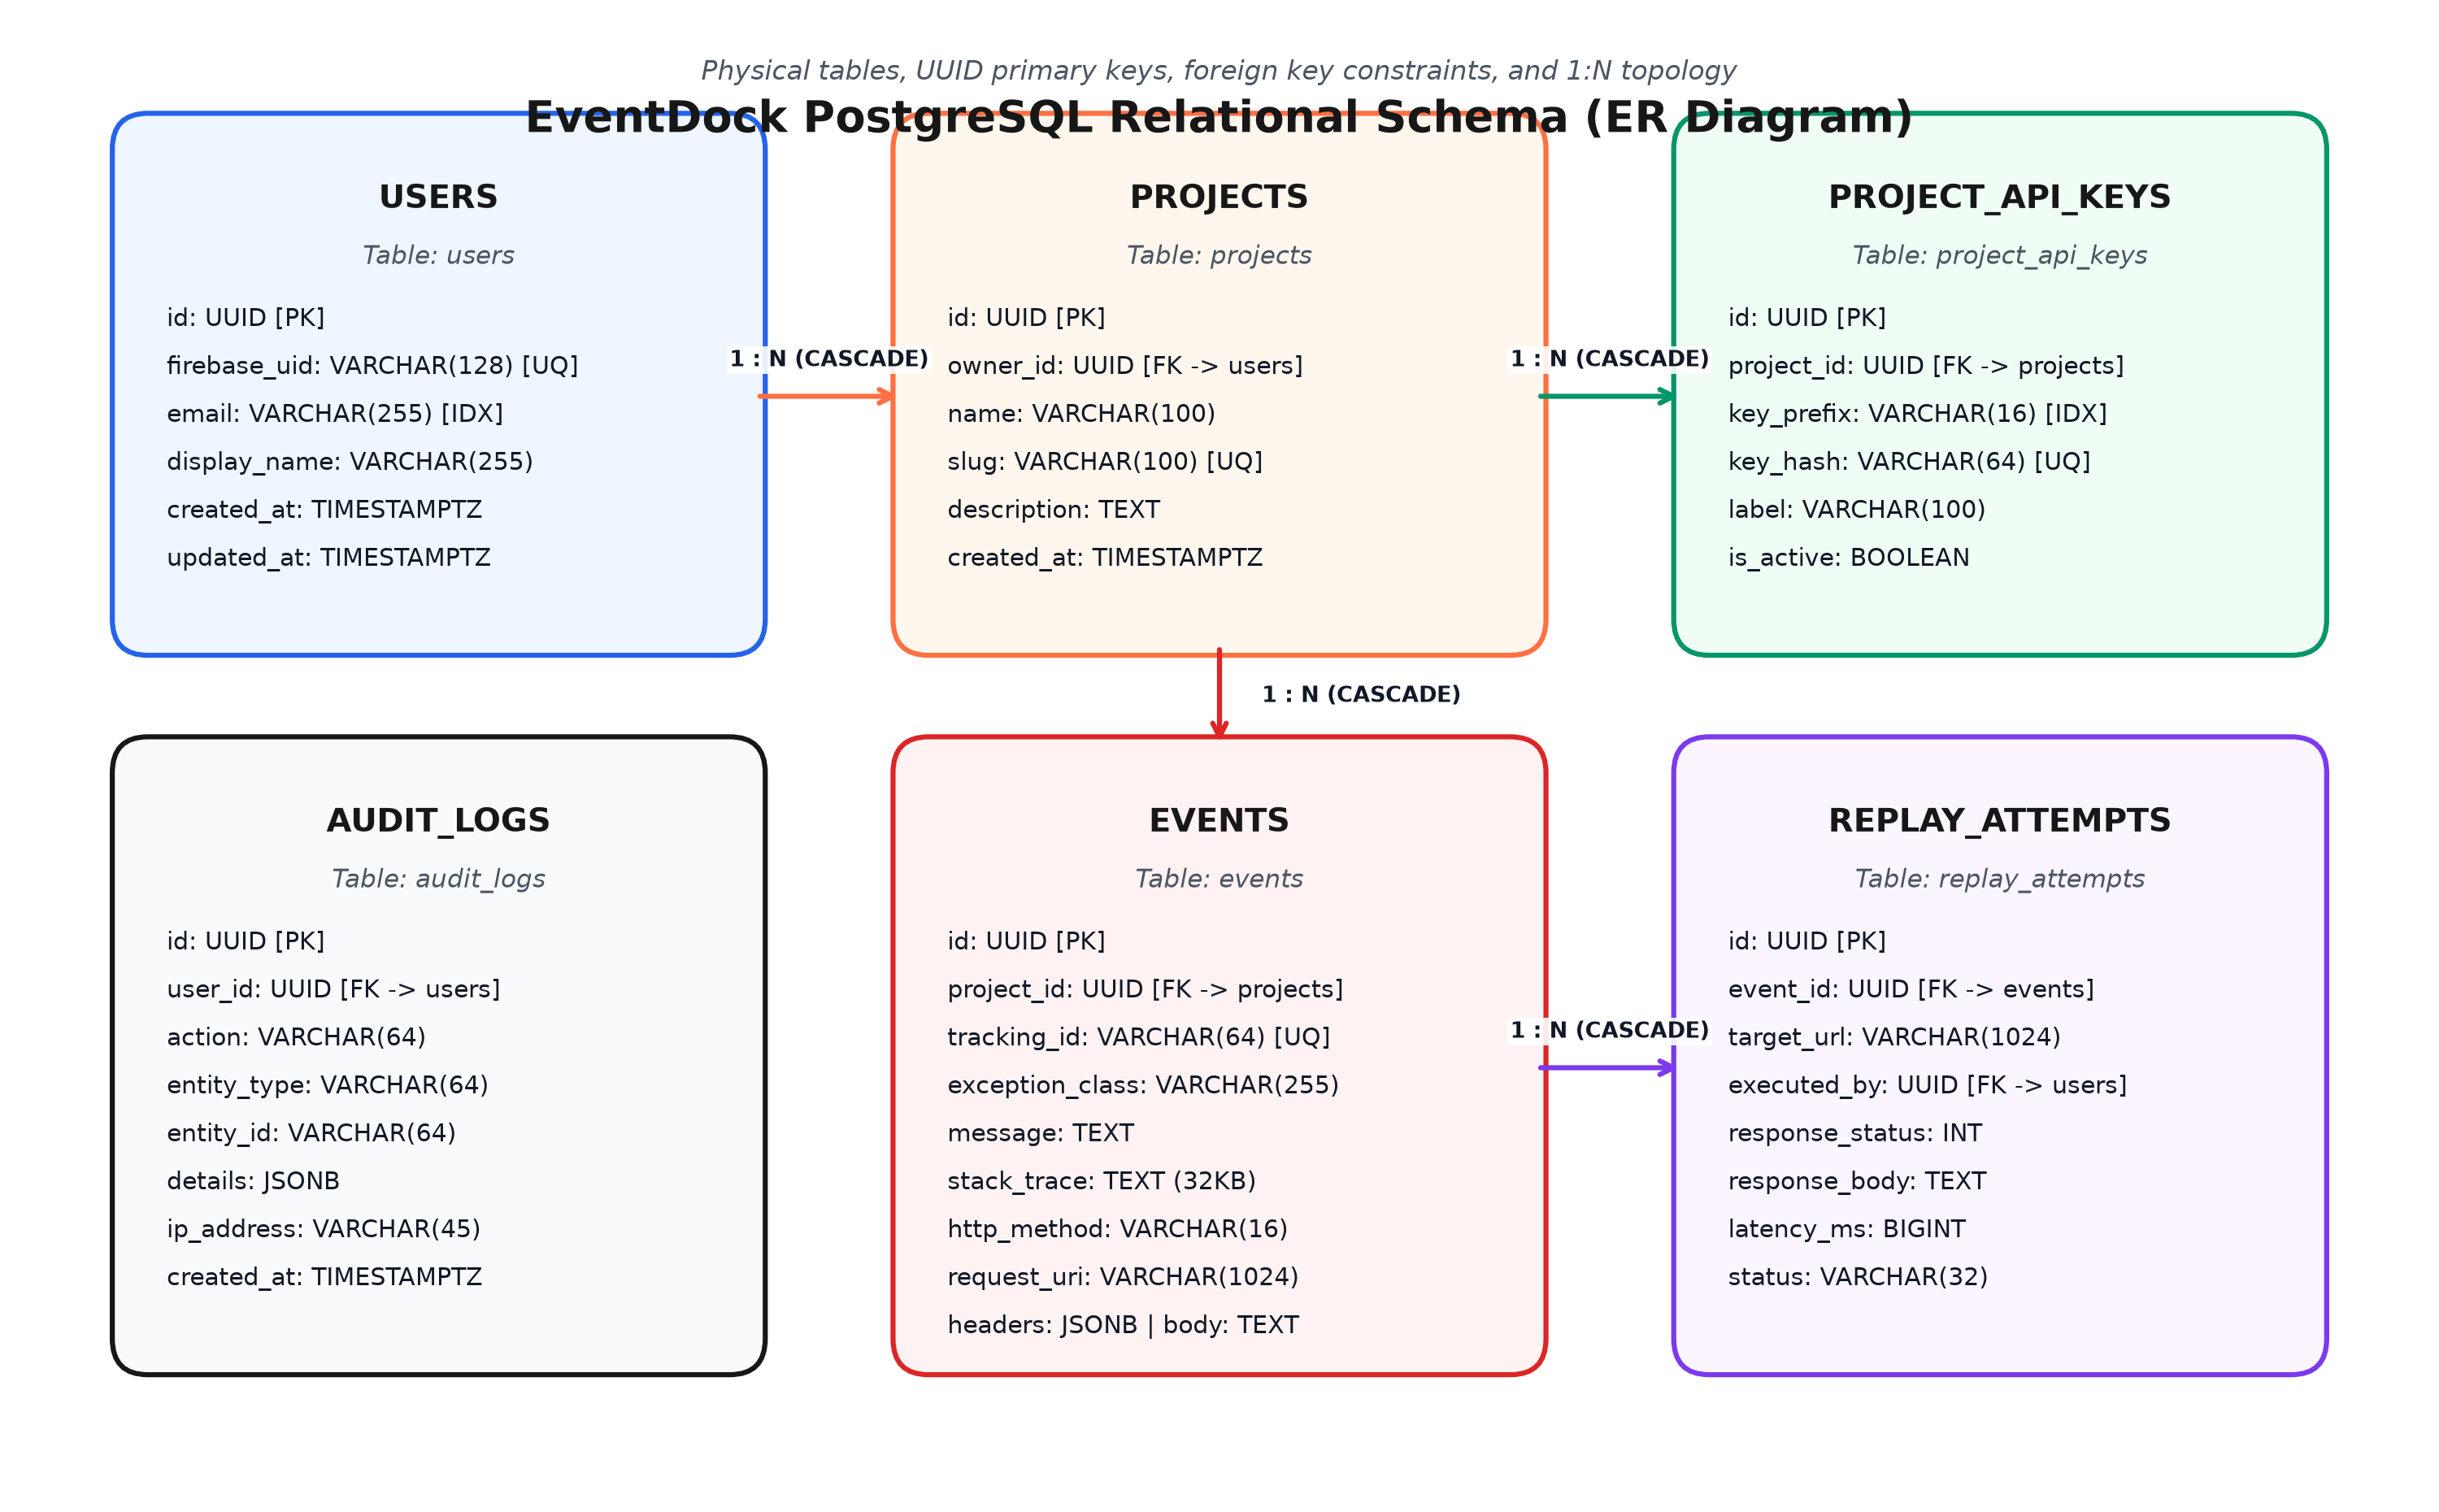 Physical tables, UUID primary keys, foreign key constraints, and 1:N topology
EventDock PostgreSQL Relational Schema (ER Diagram)
USERS
Table: users
id: UUID [PK]
firebase_uid: VARCHAR(128) [UQ]
email: VARCHAR(255) [IDX]
display_name: VARCHAR(255)
created_at: TIMESTAMPTZ
updated_at: TIMESTAMPTZ
1 : N (CASCADE)
PROJECTS
Table: projects
id: UUID [PK]
owner_id: UUID [FK -> users]
name: VARCHAR(100)
slug: VARCHAR(100) [UQ]
description: TEXT
created_at: TIMESTAMPTZ
1 : N (CASCADE)
PROJECT_API_KEYS
Table: project_api_keys
id: UUID [PK]
project_id: UUID [FK -> projects]
key_prefix: VARCHAR(16) [IDX]
key_hash: VARCHAR(64) [UQ]
label: VARCHAR(100)
is_active: BOOLEAN
1 : N (CASCADE)
AUDIT_LOGS
Table: audit_logs
id: UUID [PK]
user_id: UUID [FK -> users]
action: VARCHAR(64)
entity_type: VARCHAR(64)
entity_id: VARCHAR(64)
details: JSONB
ip_address: VARCHAR(45)
created_at: TIMESTAMPTZ
EVENTS
Table: events
id: UUID [PK]
project_id: UUID [FK -> projects]
tracking_id: VARCHAR(64) [UQ]
exception_class: VARCHAR(255)
message: TEXT
stack_trace: TEXT (32KB)
http_method: VARCHAR(16)
request_uri: VARCHAR(1024)
headers: JSONB | body: TEXT
1 : N (CASCADE)
REPLAY_ATTEMPTS
Table: replay_attempts
id: UUID [PK]
event_id: UUID [FK -> events]
target_url: VARCHAR(1024)
executed_by: UUID [FK -> users]
response_status: INT
response_body: TEXT
latency_ms: BIGINT
status: VARCHAR(32)